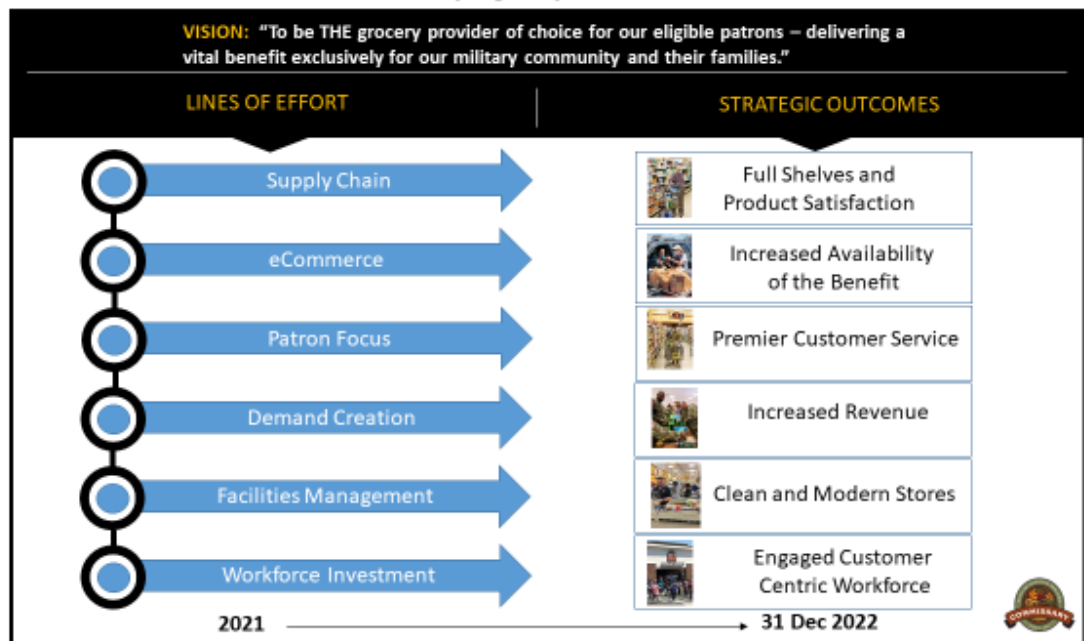 VISION: “To be THE grocery provider of choice for our eligible patrons – delivering a
vital benefit exclusively for our military community and their families.”
LINES OF EFFORT
STRATEGIC OUTCOMES
Supply Chain
Full Shelves and
Product Satisfaction
eCommerce
Increased Availability
of the Benefit
Patron Focus
Premier Customer Service
Demand Creation
Increased Revenue
Facilities Management
Clean and Modern Stores
Workforce Investment
Engaged Customer
Centric Workforce
2021
31 Dec 2022
COMMISSARY